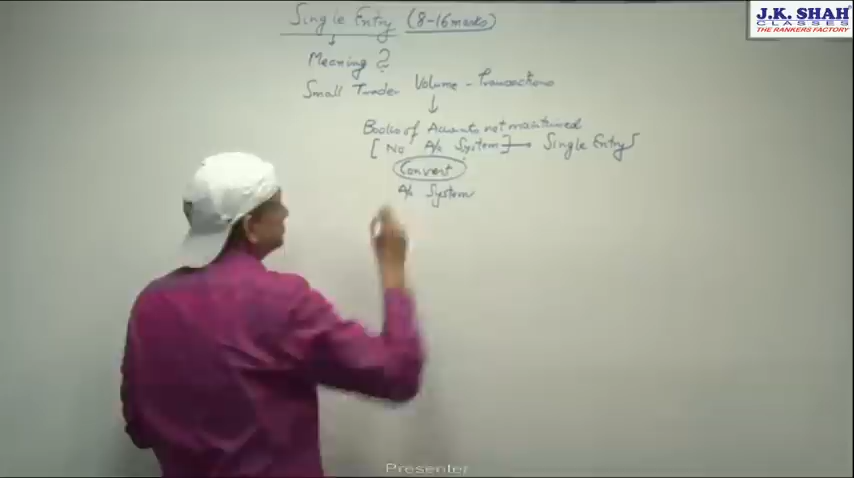 Single Entry (8-16 marks)
Meaning ?
Small Trader Volume - Transactions
Books of Accounts not maintained
[No A/c System] → Single Entry
Convert
A/c System
J.K. SHAH
CLASSES
THE RANKERS FACTORY
Presenter